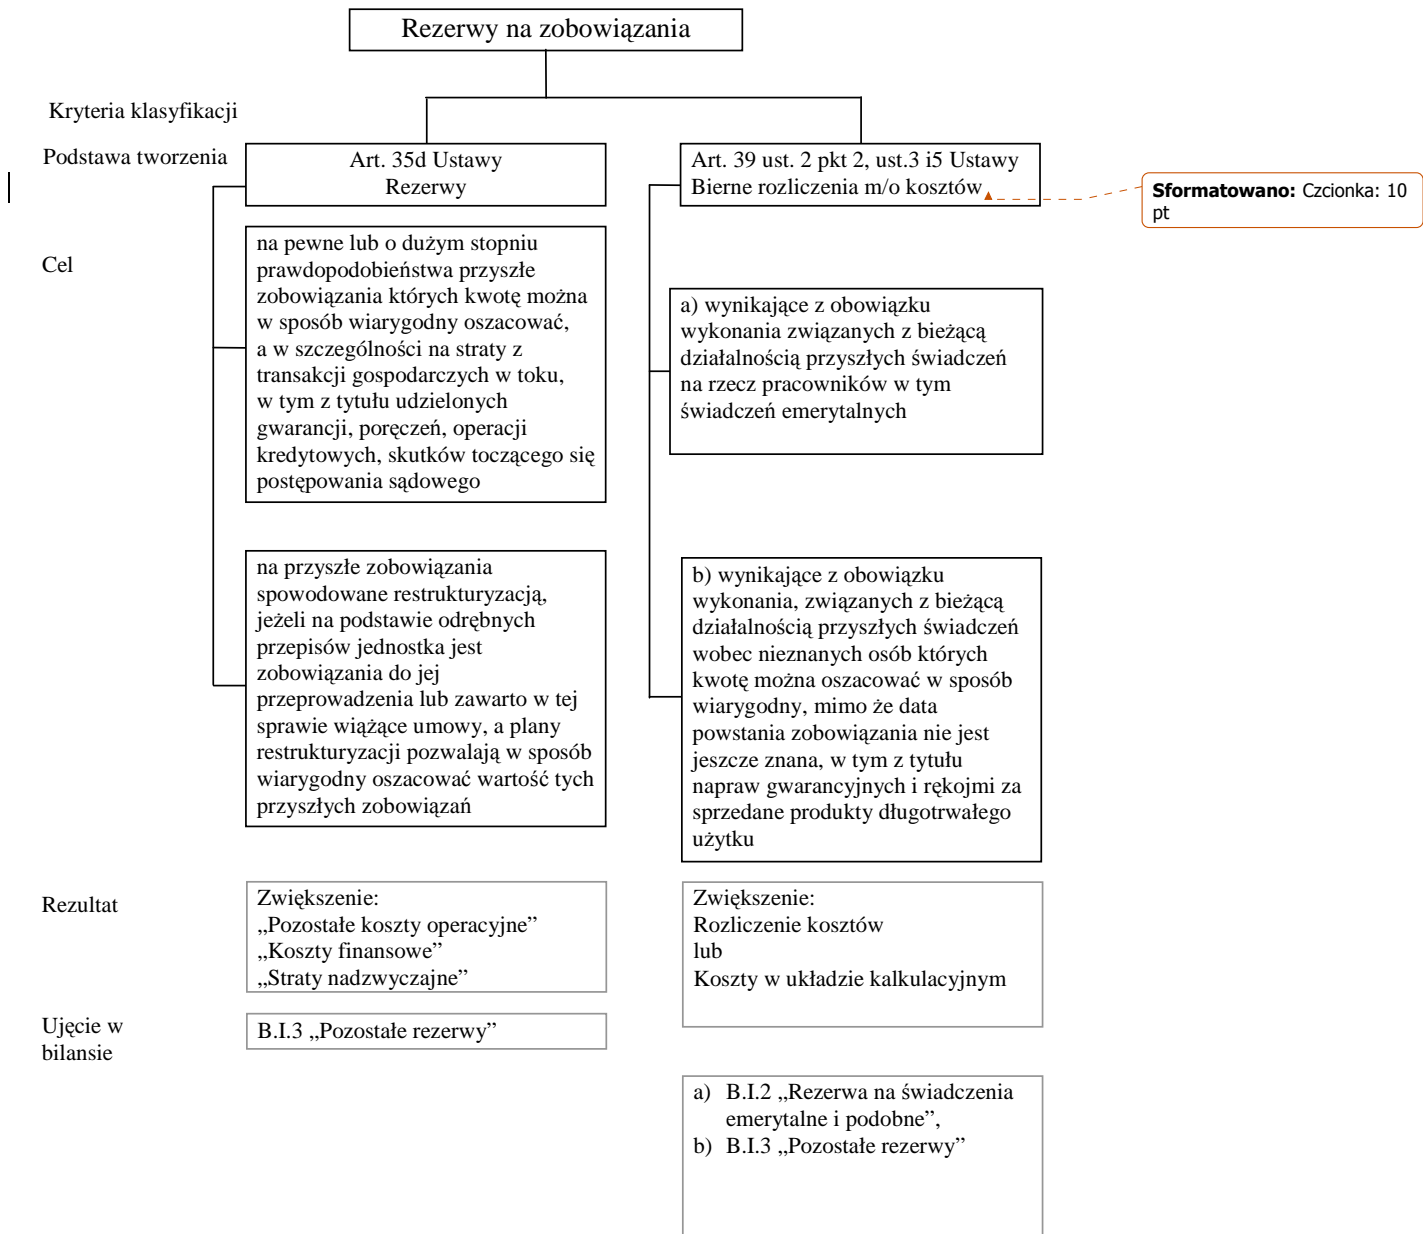 Rezerwy na zobowiązania
Kryteria klasyfikacji
Podstawa tworzenia
Art. 35d Ustawy
Rezerwy
Art. 39 ust. 2 pkt 2, ust.3 i5 Ustawy
Bierne rozliczenia m/o kosztów
Sformatowano: Czcionka: 10
pt
Cel
na pewne lub o dużym stopniu
prawdopodobieństwa przyszłe
zobowiązania których kwotę można
w sposób wiarygodny oszacować,
a w szczególności na straty z
transakcji gospodarczych w toku,
w tym z tytułu udzielonych
gwarancji, poręczeń, operacji
kredytowych, skutków toczącego się
postępowania sądowego
a) wynikające z obowiązku
wykonania związanych z bieżącą
działalnością przyszłych świadczeń
na rzecz pracowników w tym
świadczeń emerytalnych
na przyszłe zobowiązania
spowodowane restrukturyzacją,
jeżeli na podstawie odrębnych
przepisów jednostka jest
zobowiązania do jej
przeprowadzenia lub zawarto w tej
sprawie wiążące umowy, a plany
restrukturyzacji pozwalają w sposób
wiarygodny oszacować wartość tych
przyszłych zobowiązań
b) wynikające z obowiązku
wykonania, związanych z bieżącą
działalnością przyszłych świadczeń
wobec nieznanych osób których
kwotę można oszacować w sposób
wiarygodny, mimo że data
powstania zobowiązania nie jest
jeszcze znana, w tym z tytułu
napraw gwarancyjnych i rękojmi za
sprzedane produkty długotrwałego
użytku
Rezultat
Zwiększenie:
„Pozostałe koszty operacyjne”
„Koszty finansowe”
„Straty nadzwyczajne”
Zwiększenie:
Rozliczenie kosztów
lub
Koszty w układzie kalkulacyjnym
Ujęcie w
bilansie
B.I.3 „Pozostałe rezerwy”
a) B.I.2 „Rezerwa na świadczenia
emerytalne i podobne”,
b) B.I.3 „Pozostałe rezerwy”